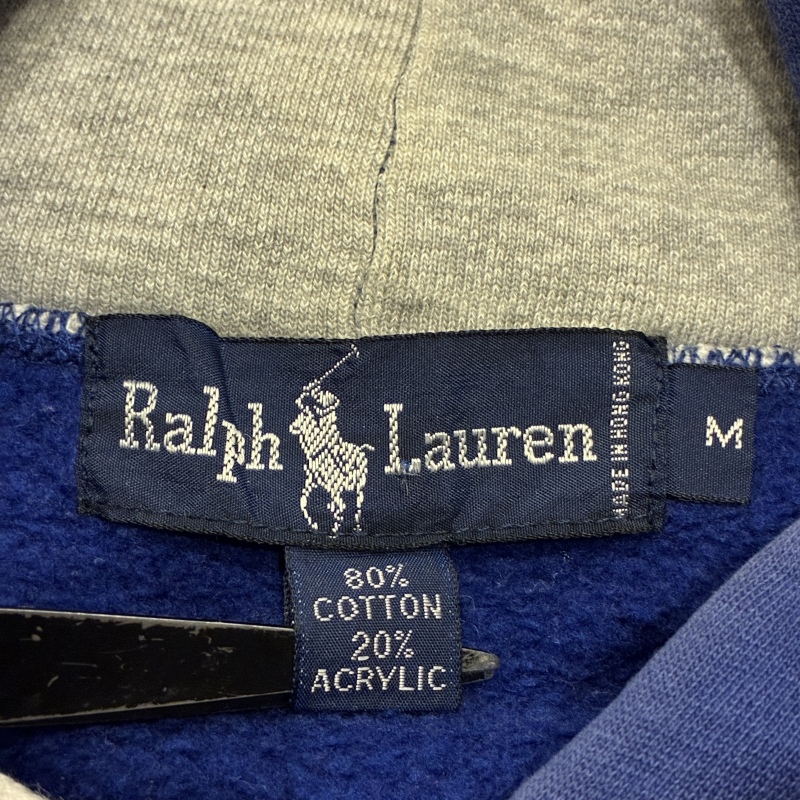 Ralph Lauren
MADE IN HONG KONG
M
80%
COTTON
20%
ACRYLIC